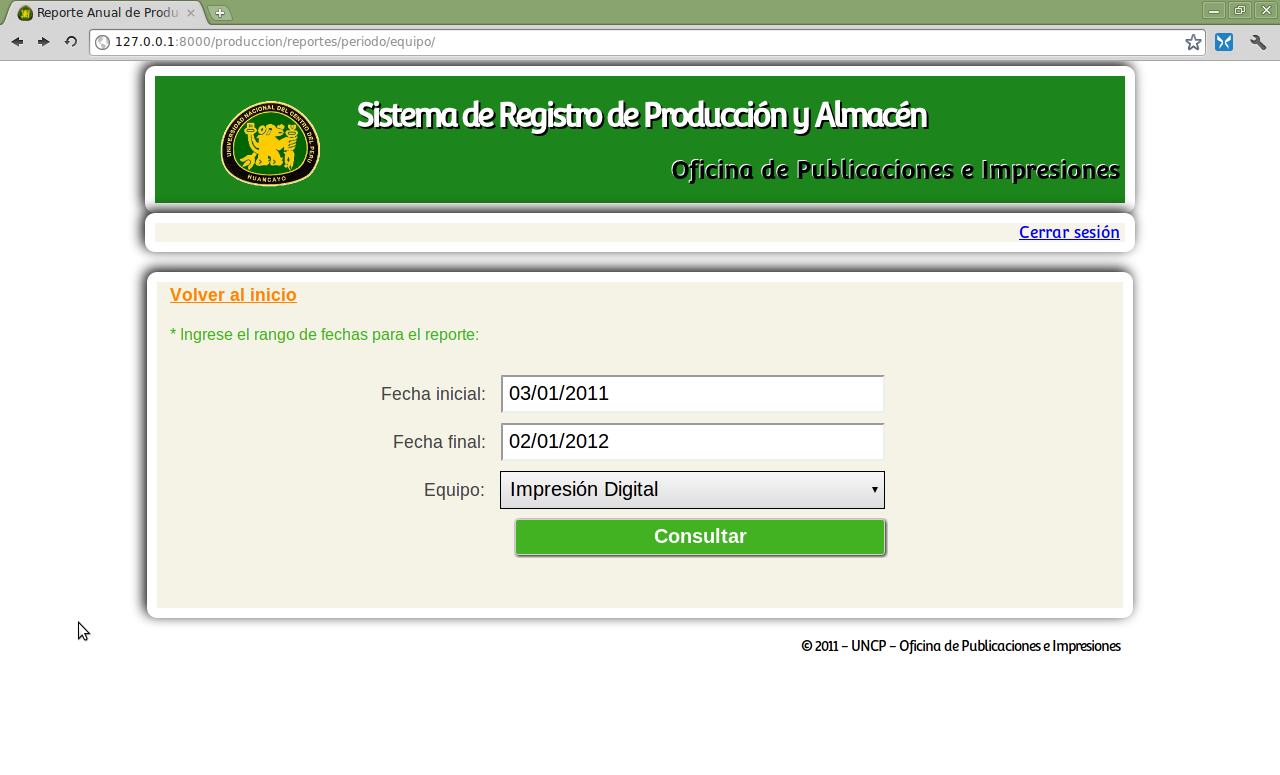 Reporte Anual de Produ
127.0.0.1:8000/produccion/reportes/periodo/equipo/
UNIVERSIDAD NACIONAL DEL CENTRO DEL PERU
HUANCAYO
Sistema de Registro de Producción y Almacén
Oficina de Publicaciones e Impresiones
Cerrar sesión
Volver al inicio
* Ingrese el rango de fechas para el reporte:
Fecha inicial: 03/01/2011
Fecha final: 02/01/2012
Equipo: Impresión Digital
Consultar
© 2011 – UNCP – Oficina de Publicaciones e Impresiones